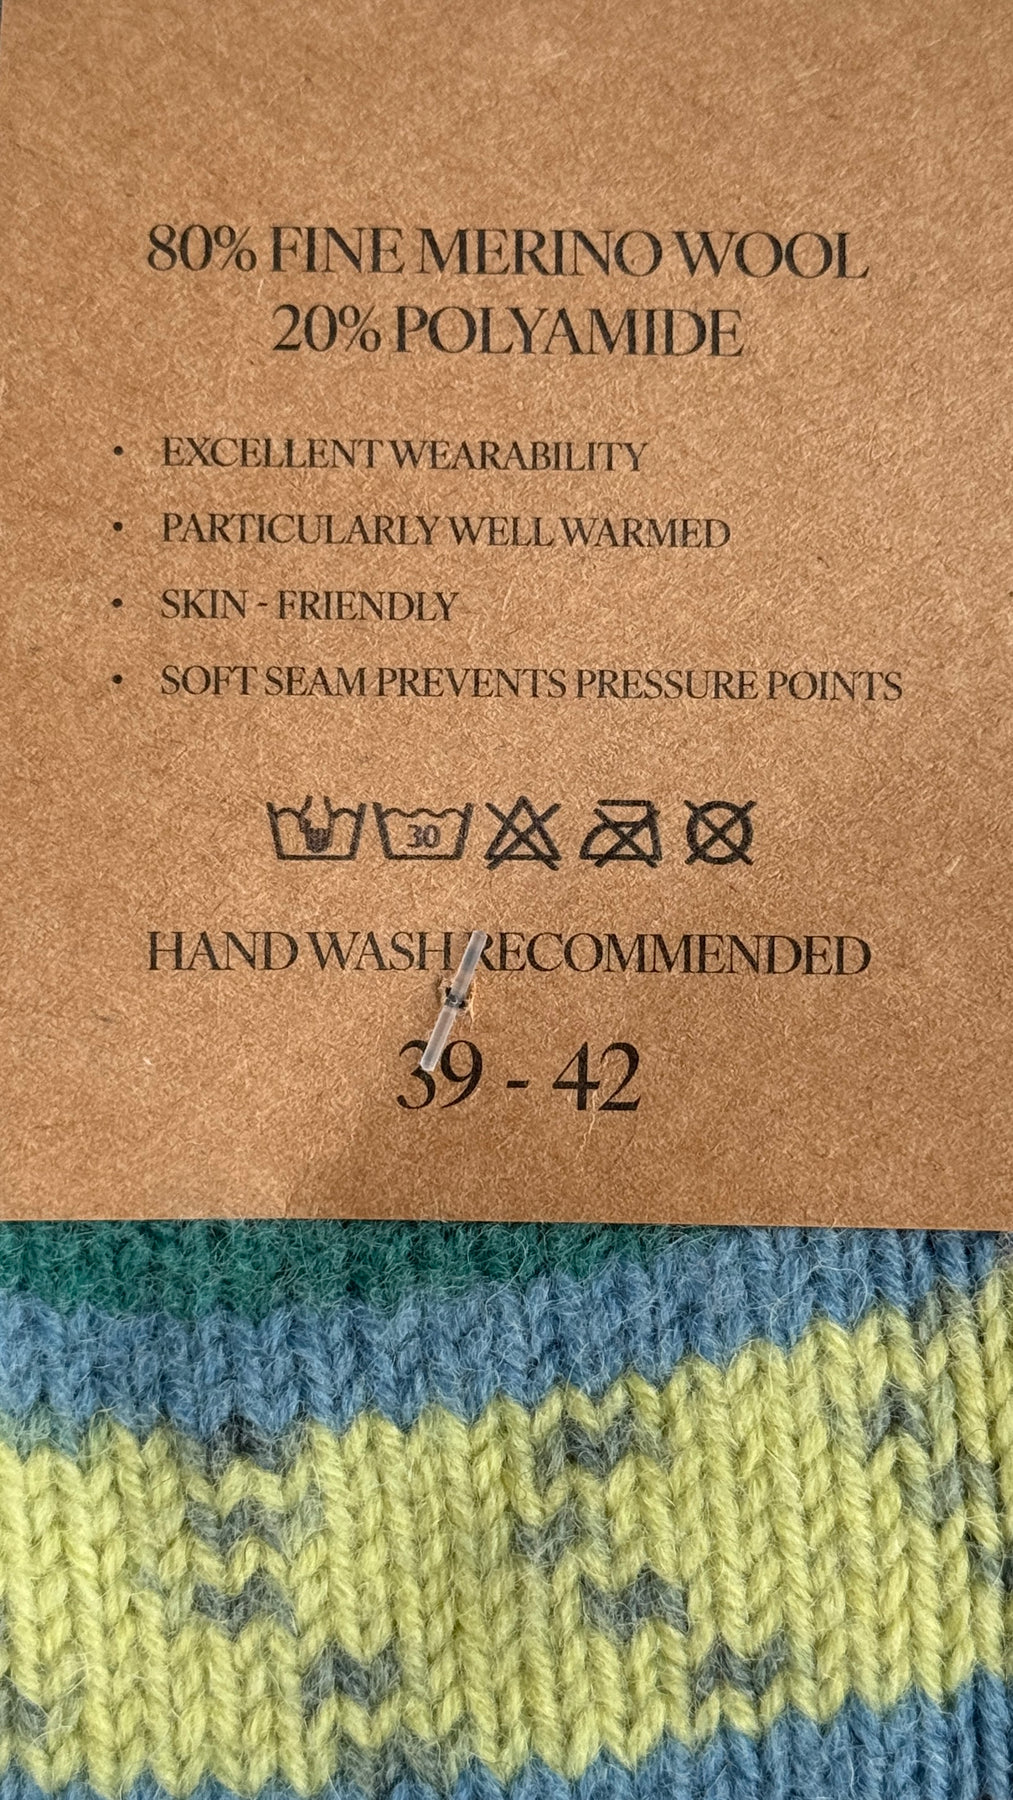 80% FINE MERINO WOOL
20% POLYAMIDE
• EXCELLENT WEARABILITY
• PARTICULARLY WELL WARMED
• SKIN - FRIENDLY
• SOFT SEAM PREVENTS PRESSURE POINTS
30
HAND WASH RECOMMENDED
39 - 42